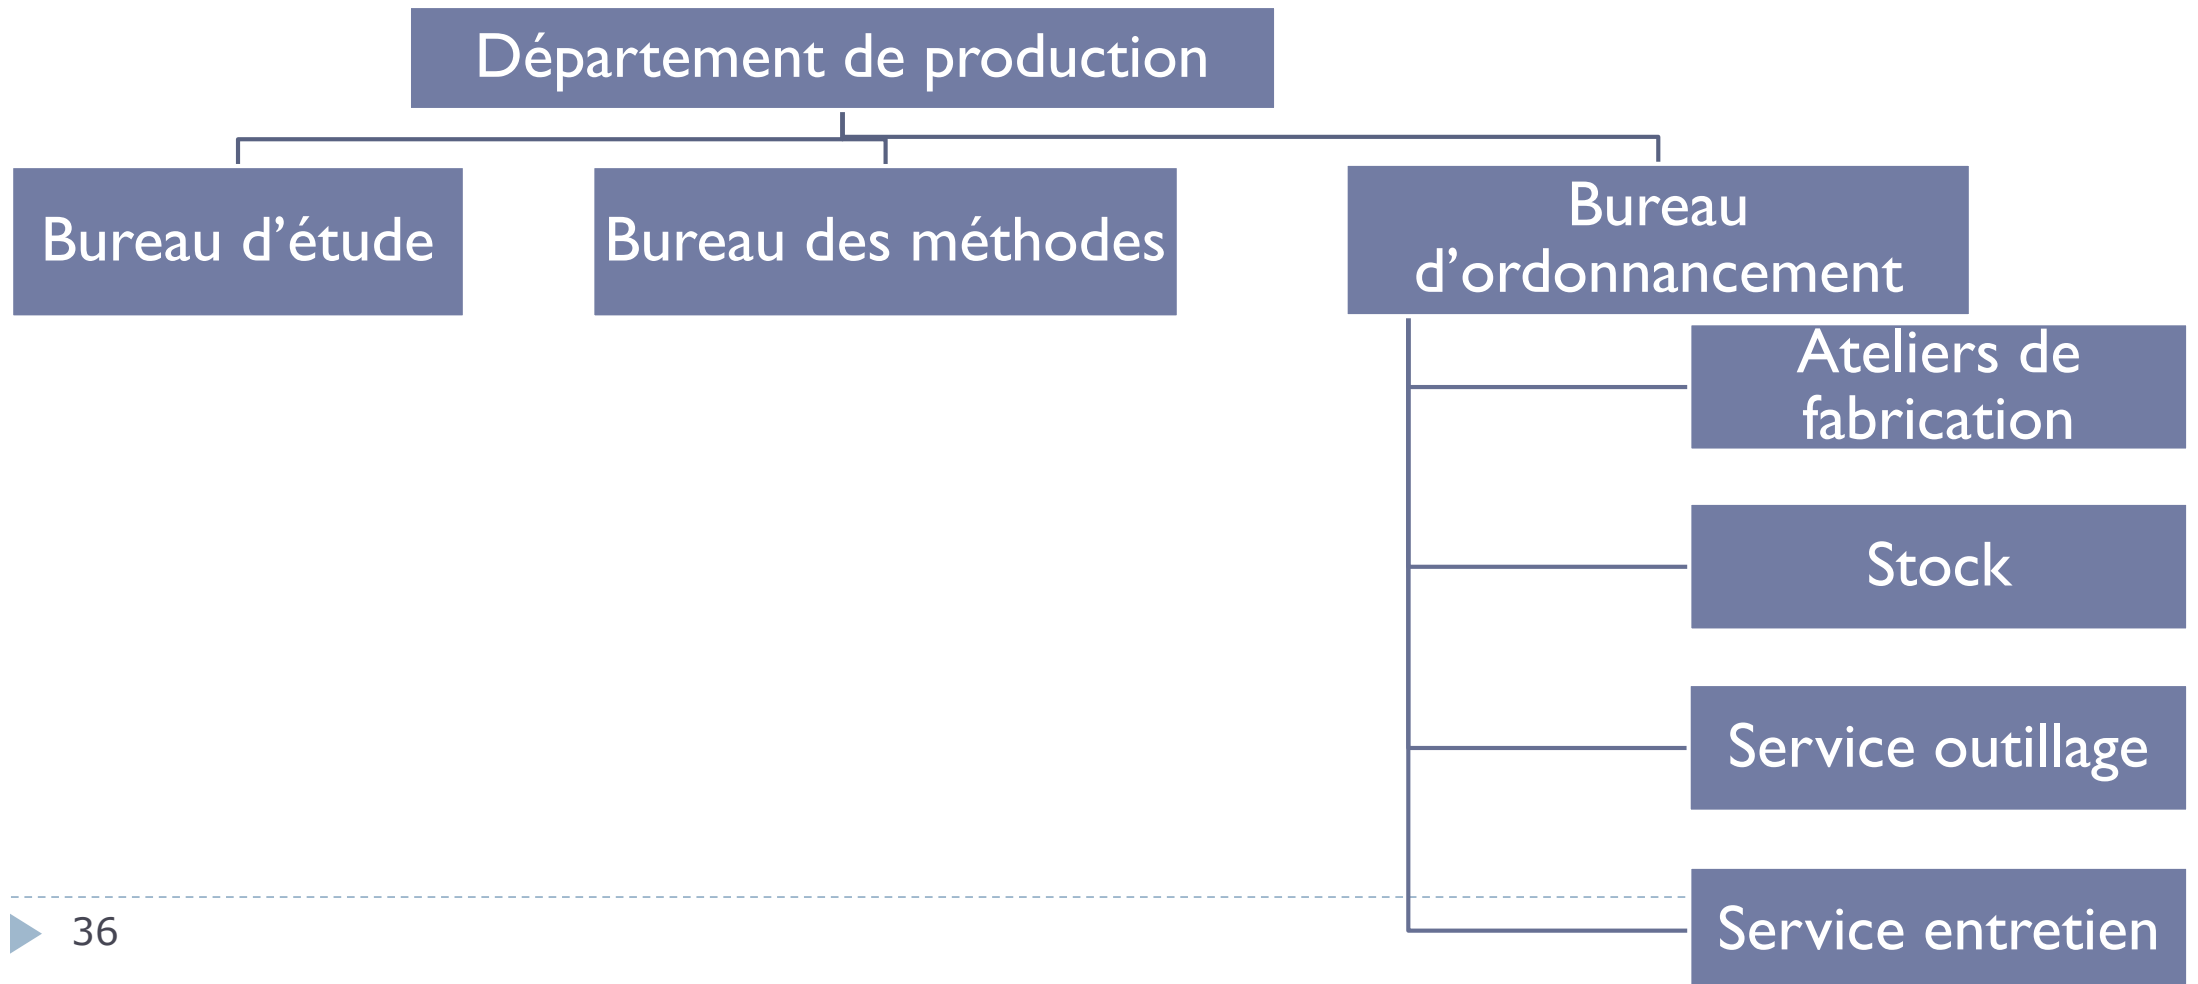 Département de production
Bureau d’étude
Bureau des méthodes
Bureau
d’ordonnancement
Ateliers de
fabrication
Stock
Service outillage
Service entretien
36